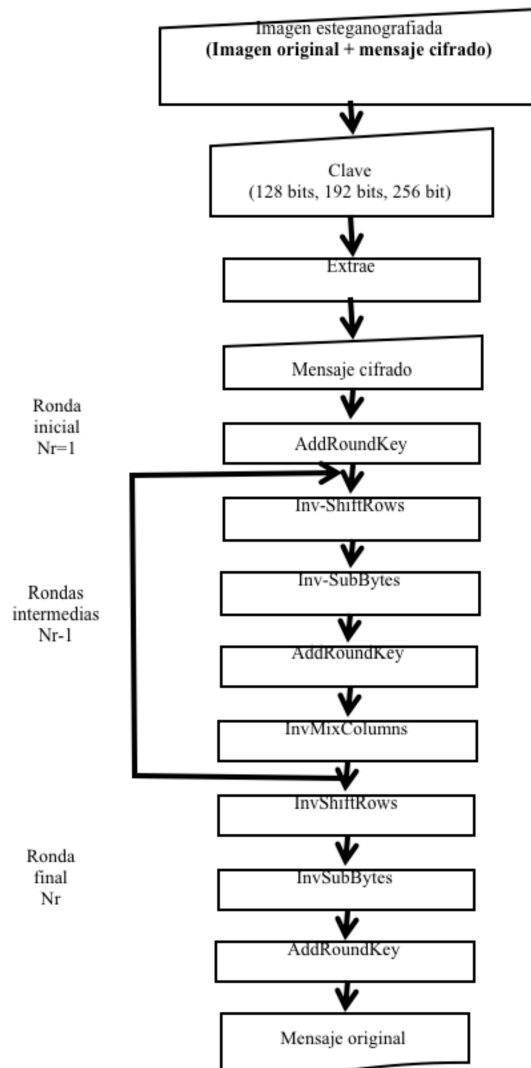 Imagen esteganografiada
(Imagen original + mensaje cifrado)
Clave
(128 bits, 192 bits, 256 bit)
Extrae
Mensaje cifrado
Ronda
inicial
Nr=1
AddRoundKey
Inv-ShiftRows
Rondas
intermedias
Nr-1
Inv-SubBytes
AddRoundKey
InvMixColumns
InvShiftRows
Ronda
final
Nr
InvSubBytes
AddRoundKey
Mensaje original